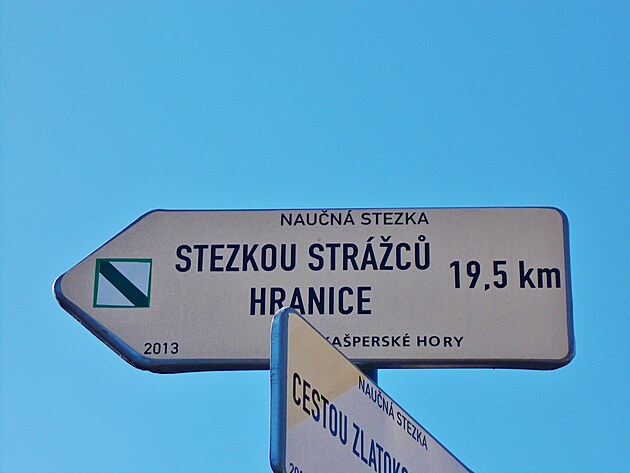 NAUČNÁ STEZKA
STEZKOU STRÁŽCŮ
HRANICE
19,5 km
2013
KAŠPERSKÉ HORY
NAUČNÁ STEZKA
CESTOU